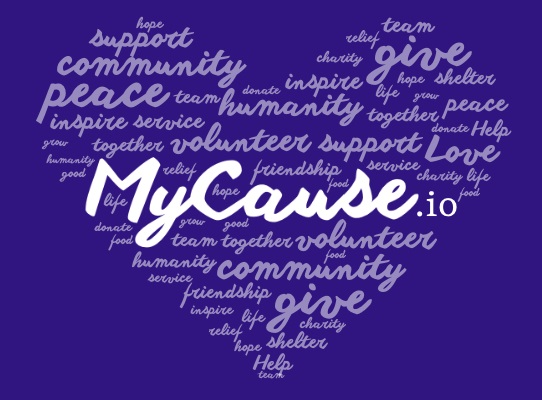 hope
team
support
relief
give
community
charity
inspire
hope
shelter
peace
team
donate
humanity
life
grow
peace
inspire
service
together
donate
Help
grow
together
volunteer
support
Love
humanity
good
relief
friendship
food
service
charity
life
food
MyCause.io
life
hope
donate
food
grow
good
team
together
volunteer
humanity
food
community
service
friendship
give
inspire
life
charity
relief
hope
shelter
Help
team